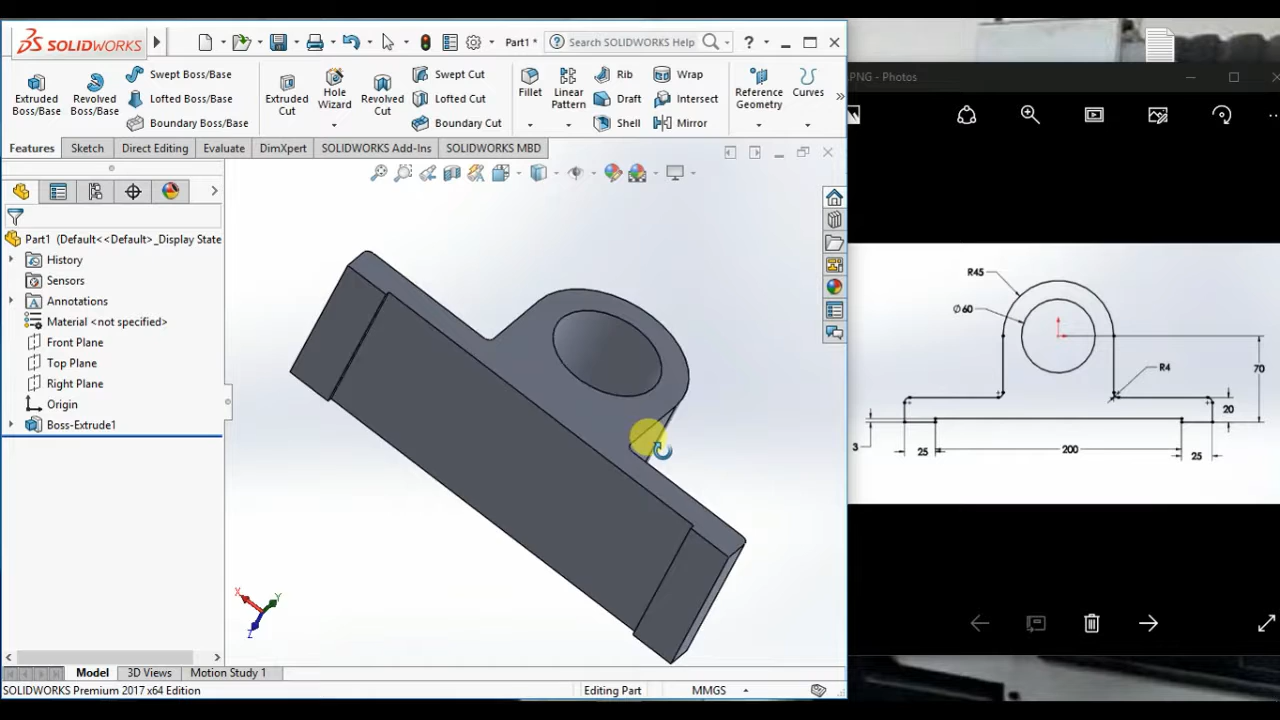 SOLIDWORKS
Part1 *
Search SOLIDWORKS Help
?
Extruded Boss/Base
Revolved Boss/Base
Swept Boss/Base
Lofted Boss/Base
Boundary Boss/Base
Extruded Cut
Hole Wizard
Revolved Cut
Swept Cut
Lofted Cut
Boundary Cut
Fillet
Linear Pattern
Rib
Draft
Shell
Wrap
Intersect
Mirror
Reference Geometry
Curves
Features
Sketch
Direct Editing
Evaluate
DimXpert
SOLIDWORKS Add-Ins
SOLIDWORKS MBD
Part1 (Default<<Default>_Display State
History
Sensors
Annotations
Material <not specified>
Front Plane
Top Plane
Right Plane
Origin
Boss-Extrude1
X
Y
Z
Model
3D Views
Motion Study 1
SOLIDWORKS Premium 2017 x64 Edition
Editing Part
MMGS
.PNG - Photos
R45
Ø60
R4
70
20
3
25
200
25